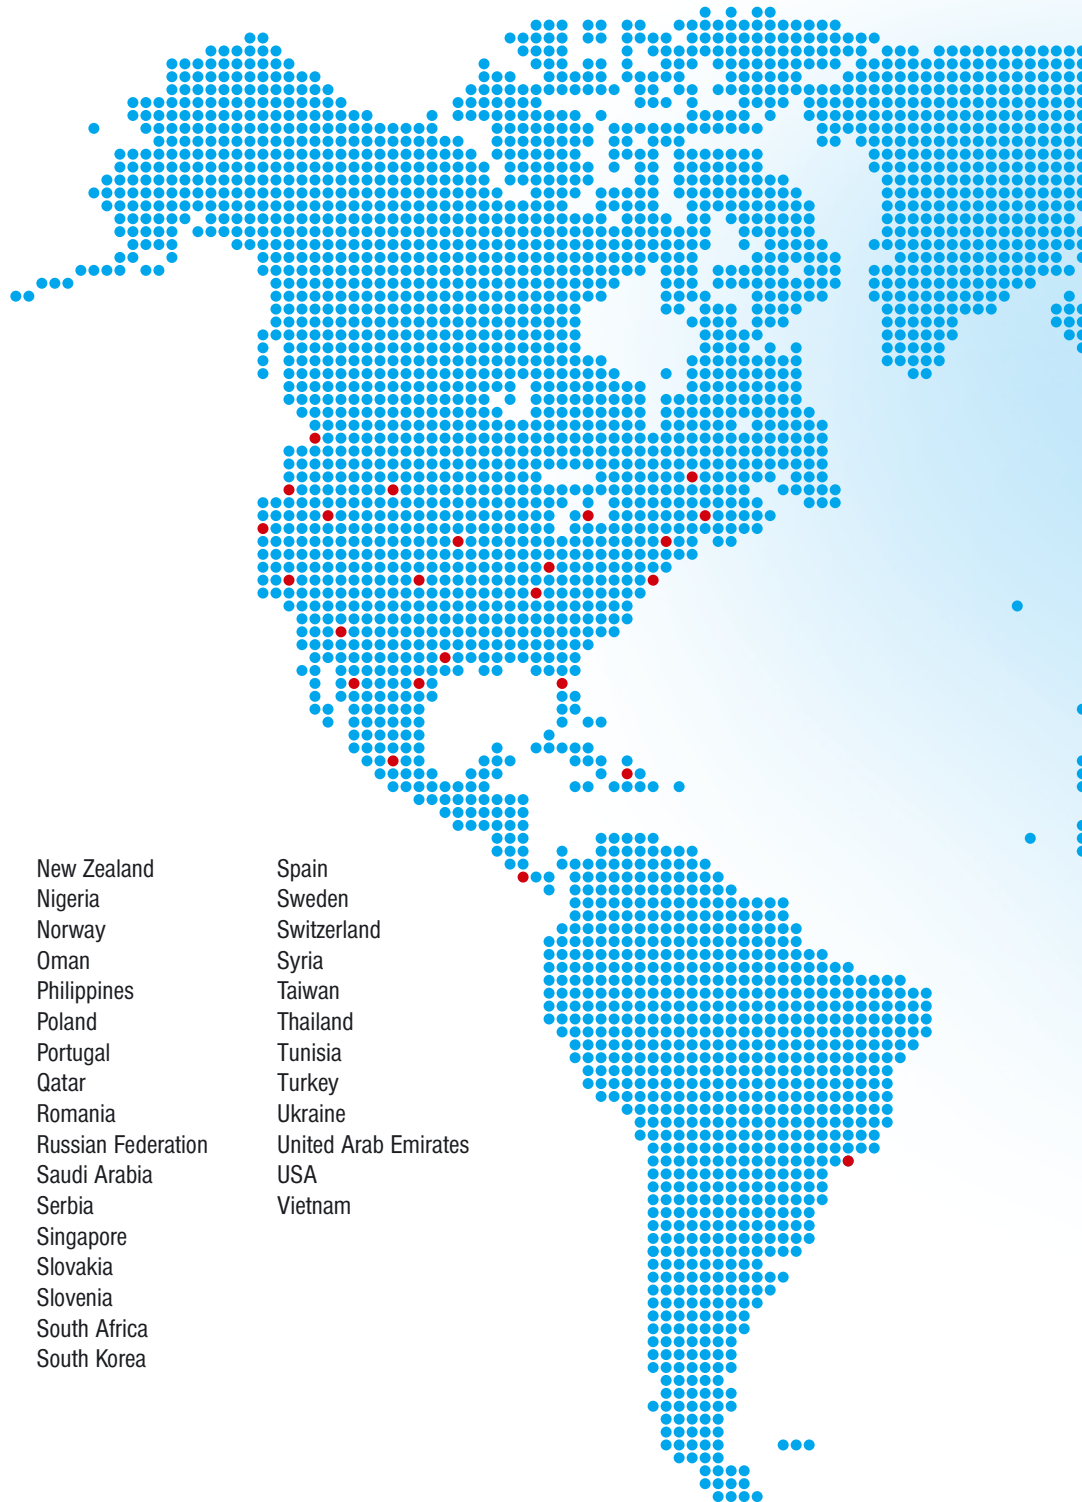 New Zealand
Nigeria
Norway
Oman
Philippines
Poland
Portugal
Qatar
Romania
Russian Federation
Saudi Arabia
Serbia
Singapore
Slovakia
Slovenia
South Africa
South Korea
Spain
Sweden
Switzerland
Syria
Taiwan
Thailand
Tunisia
Turkey
Ukraine
United Arab Emirates
USA
Vietnam